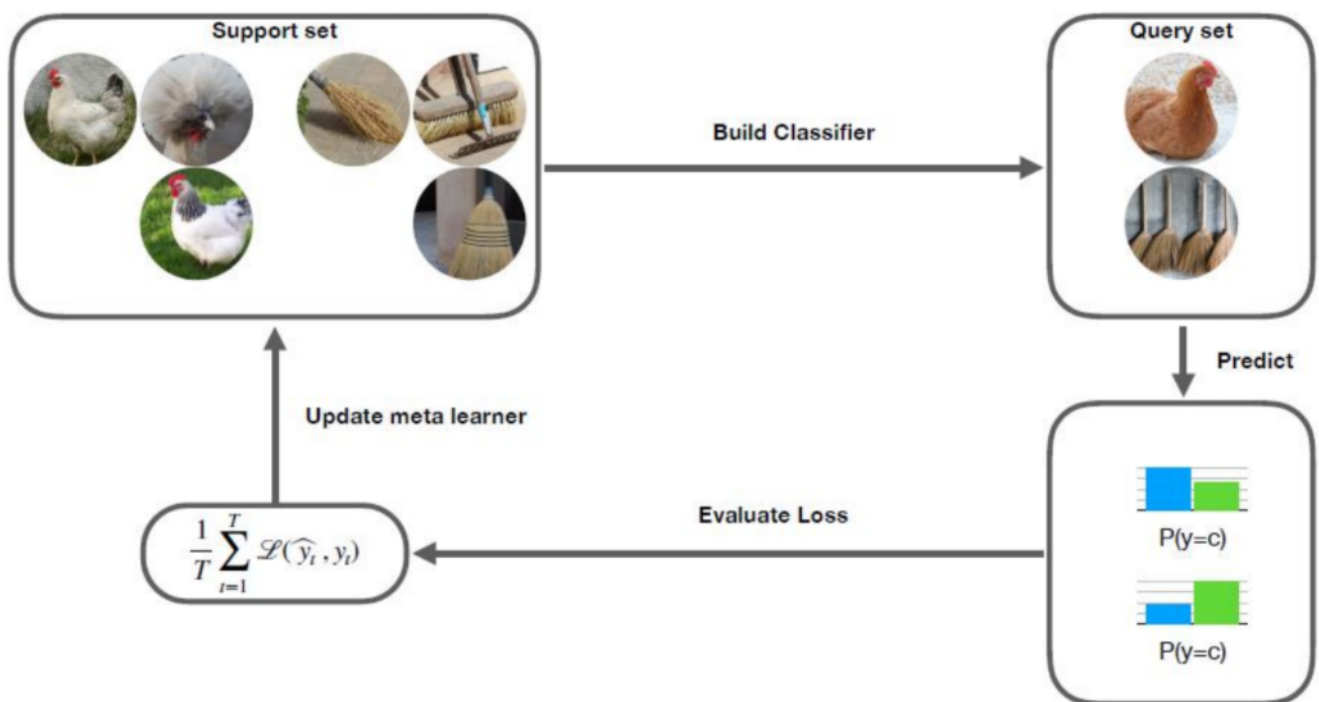 Support set
Query set
Build Classifier
Predict
Update meta learner
Evaluate Loss
$\frac{1}{T} \sum_{t=1}^{T} \mathscr{L}(\widehat{y_t}, y_t)$
P(y=c)
P(y=c)